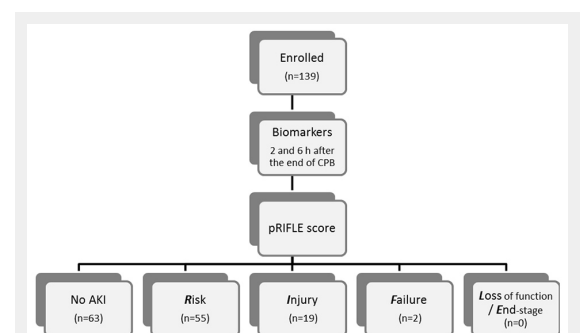 Enrolled
(n=139)
Biomarkers
2 and 6 h after
the end of CPB
pRIFLE score
No AKI
(n=63)
Risk
(n=55)
Injury
(n=19)
Failure
(n=2)
Loss of function
/ End-stage
(n=0)